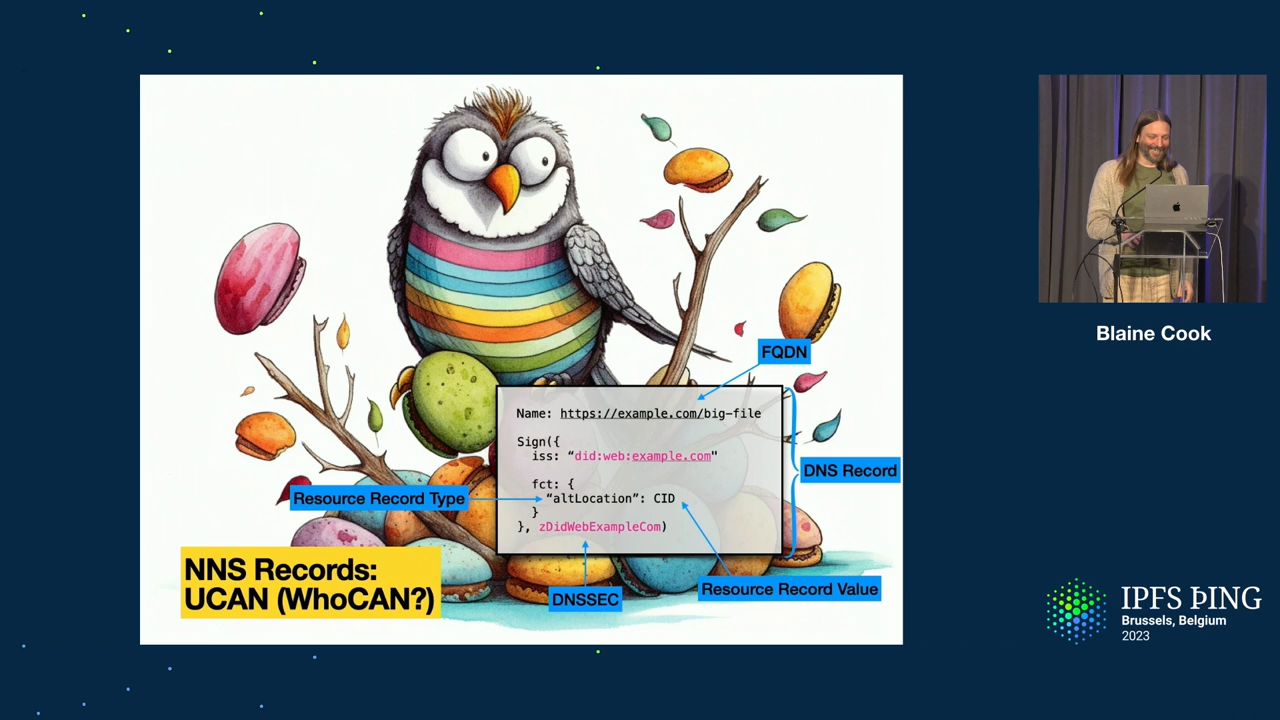 FQDN
Name: https://example.com/big-file
Sign({
iss: “did:web:example.com"
fct: {
“altLocation”: CID
}
}, zDidWebExampleCom)
DNS Record
Resource Record Type
Resource Record Value
DNSSEC
NNS Records:
UCAN (WhoCAN?)
Blaine Cook
IPFS ÞING
Brussels, Belgium
2023